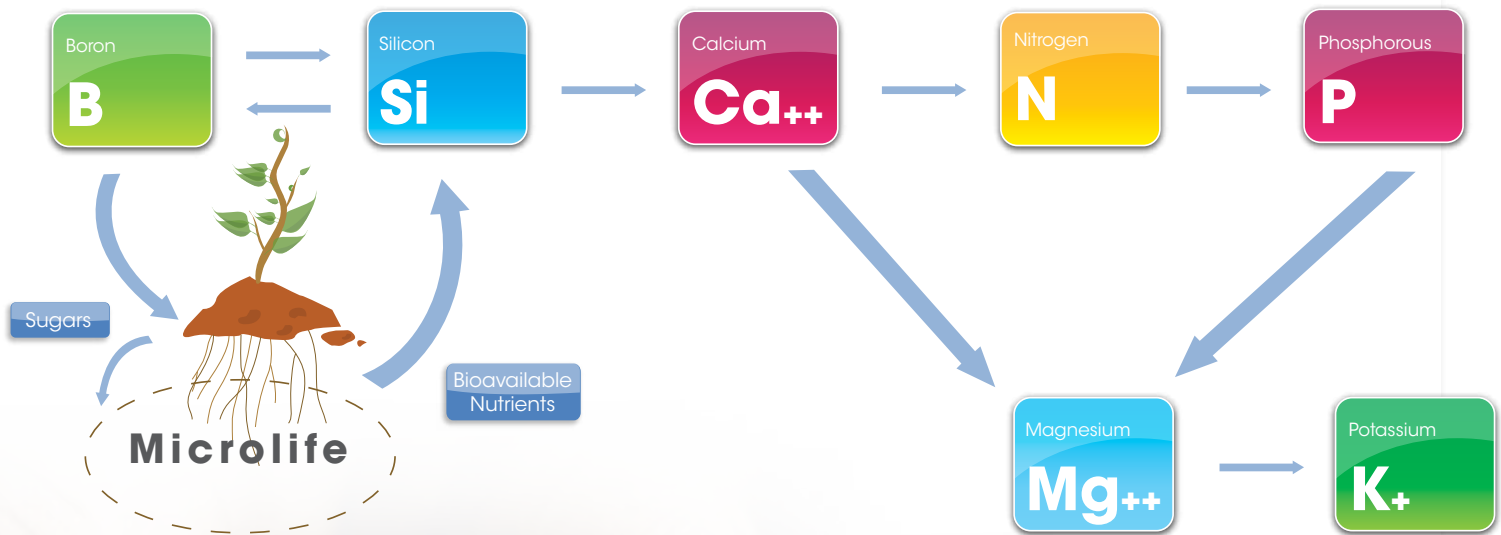 Boron
B
Silicon
Si
Calcium
Ca++
Nitrogen
N
Phosphorous
P
Sugars
Bioavailable
Nutrients
Microlife
Magnesium
Mg++
Potassium
K+